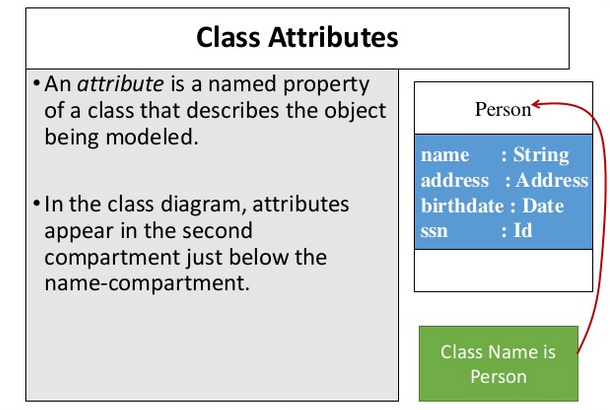 Class Attributes
• An attribute is a named property
of a class that describes the object
being modeled.
• In the class diagram, attributes
appear in the second
compartment just below the
name-compartment.
Person
name : String
address : Address
birthdate : Date
ssn : Id
Class Name is
Person